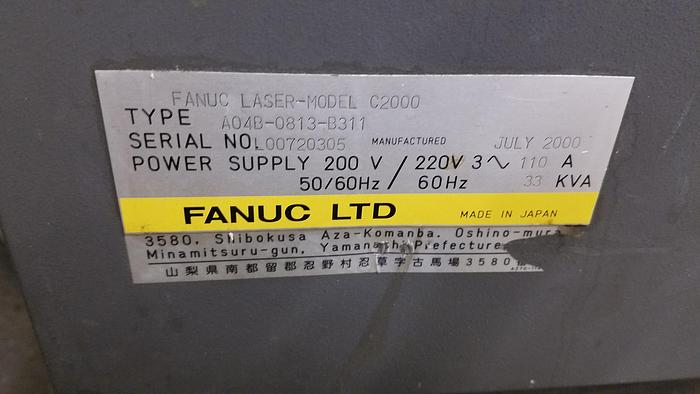 FANUC LASER-MODEL C2000
TYPE A04B-0813-B311
SERIAL NO. L00720305 MANUFACTURED JULY 2000
POWER SUPPLY 200 V / 220V 3〜 110 A
50/60Hz / 60Hz 33 KVA
FANUC LTD MADE IN JAPAN
3580, Shibokusa Aza-Komanba, Oshino-mura
Minamitsuru-gun, Yamanashi Prefecture,
山梨県南都留郡忍野村忍草字古馬場3580